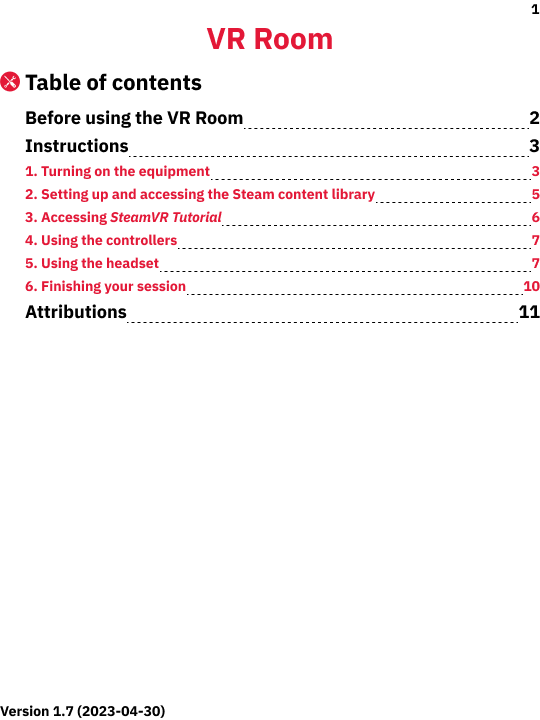 1
VR Room
Table of contents
Before using the VR Room 2
Instructions 3
1. Turning on the equipment 3
2. Setting up and accessing the Steam content library 5
3. Accessing SteamVR Tutorial 6
4. Using the controllers 7
5. Using the headset 7
6. Finishing your session 10
Attributions 11
Version 1.7 (2023-04-30)